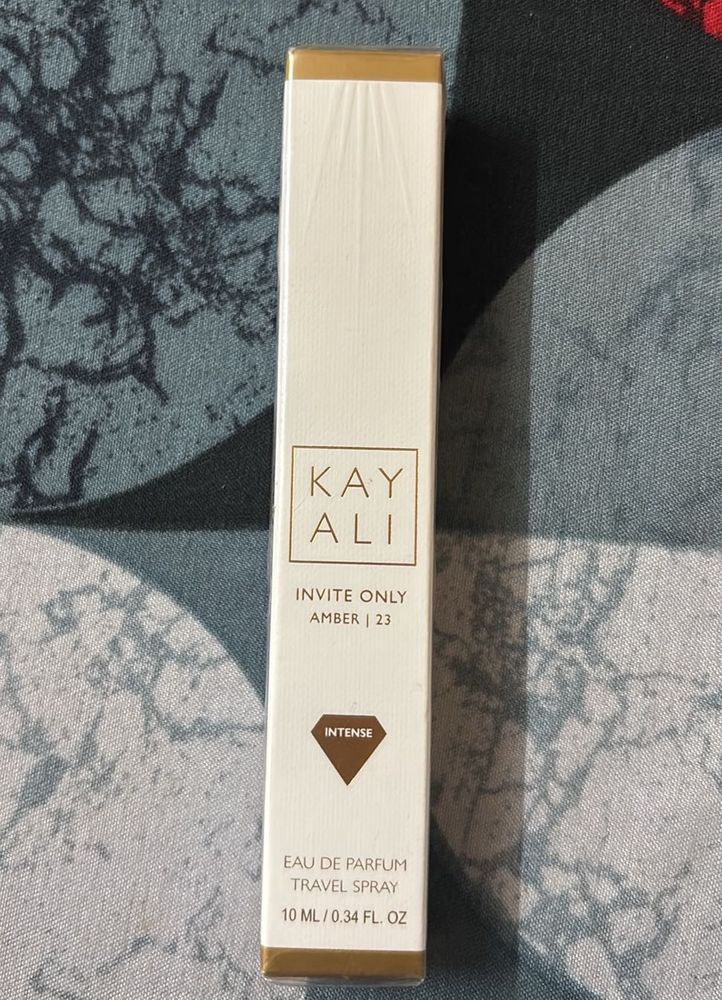 KAY
ALI
INVITE ONLY
AMBER | 23
INTENSE
EAU DE PARFUM
TRAVEL SPRAY
10 ML / 0.34 FL. OZ